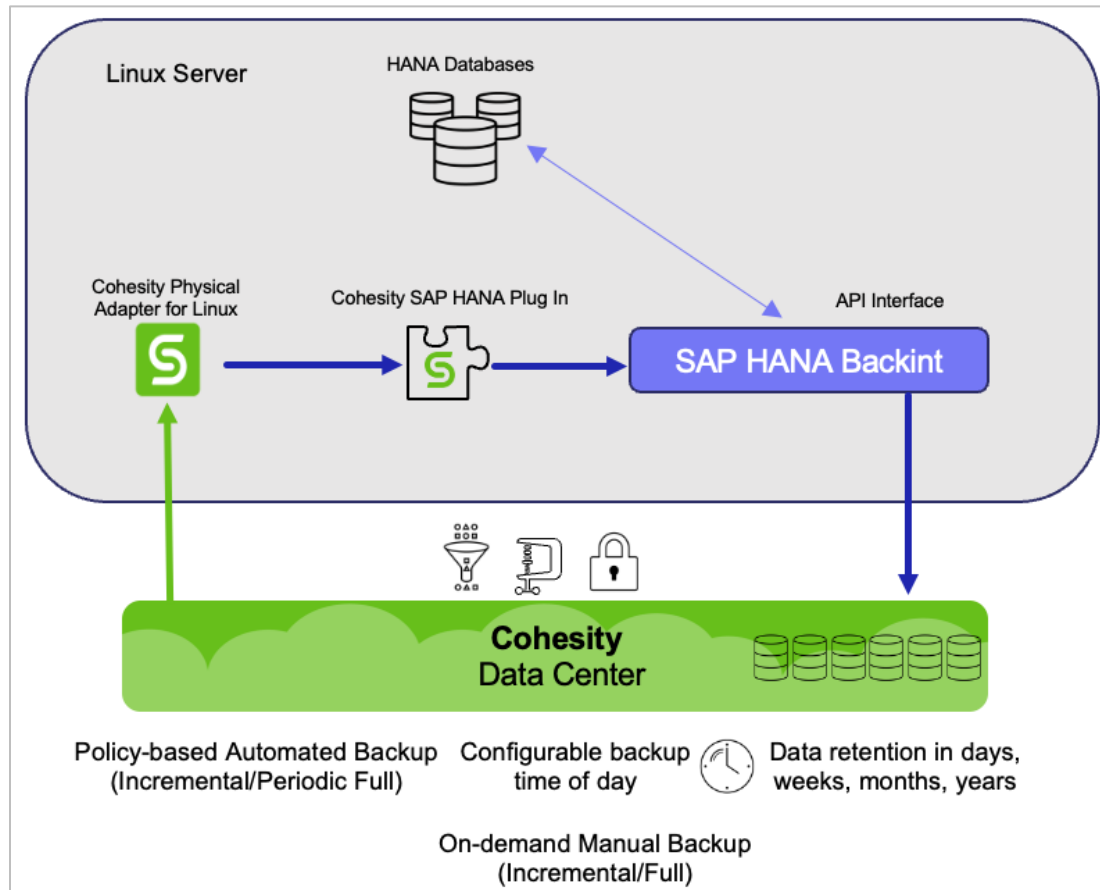 Linux Server
HANA Databases
Cohesity Physical
Adapter for Linux
Cohesity SAP HANA Plug In
API Interface
SAP HANA Backint
Cohesity
Data Center
Policy-based Automated Backup
(Incremental/Periodic Full)
Configurable backup
time of day
Data retention in days,
weeks, months, years
On-demand Manual Backup
(Incremental/Full)